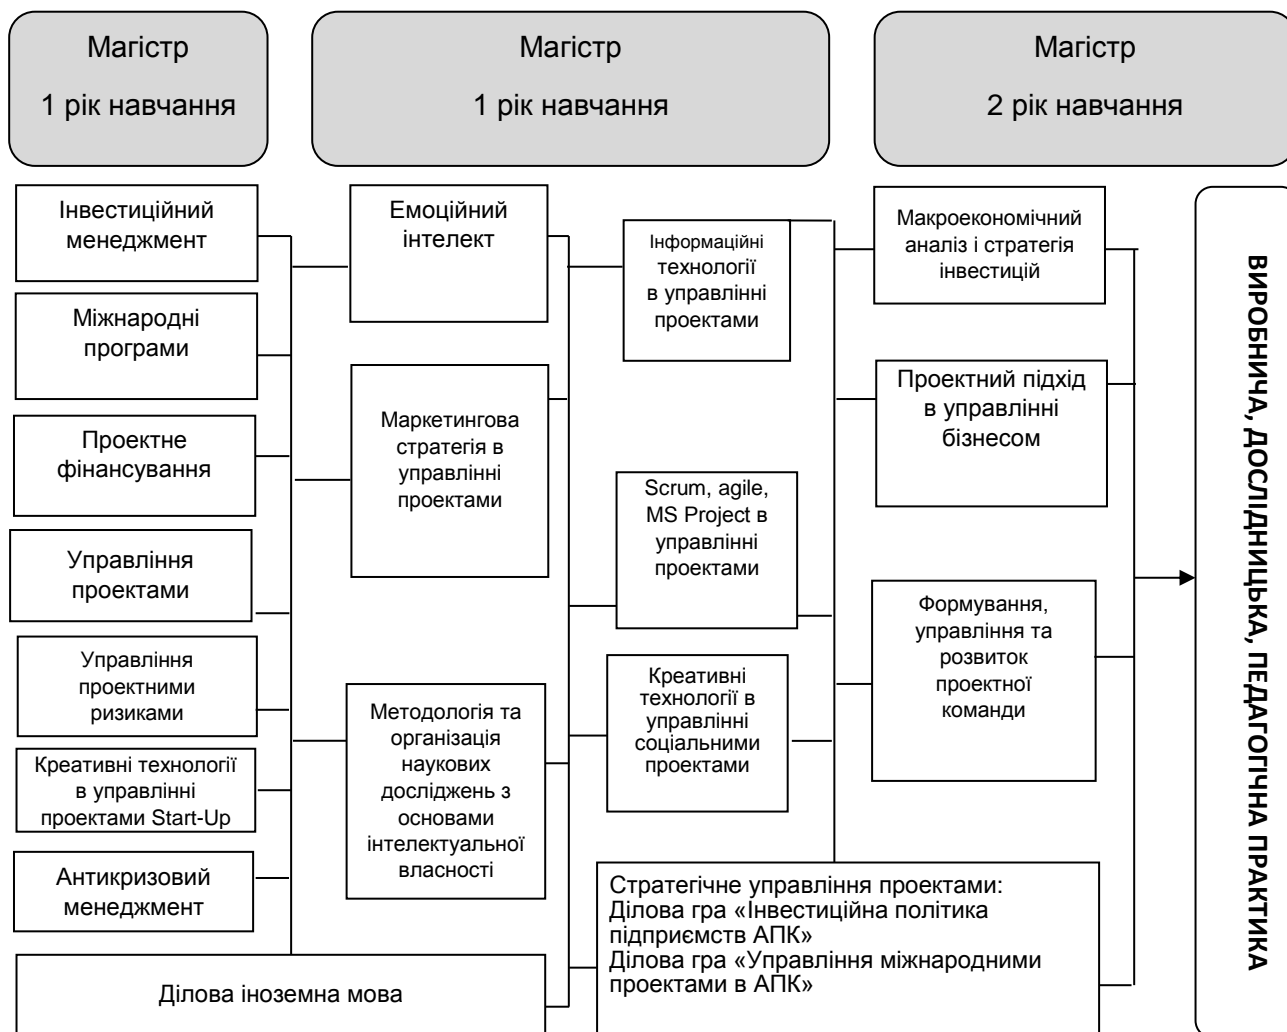 Магістр
1 рік навчання
Магістр
1 рік навчання
Магістр
2 рік навчання
Інвестиційний
менеджмент
Міжнародні
програми
Проектне
фінансування
Управління
проектами
Управління
проектними
ризиками
Креативні технології
в управлінні
проектами Start-Up
Антикризовий
менеджмент
Ділова іноземна мова
Емоційний
інтелект
Маркетингова
стратегія в
управлінні
проектами
Методологія та
організація
наукових
досліджень з
основами
інтелектуальної
власності
Інформаційні
технології
в управлінні
проектами
Scrum, agile,
MS Project в
управлінні
проектами
Креативні
технології в
управлінні
соціальними
проектами
Стратегічне управління проектами:
Ділова гра «Інвестиційна політика
підприємств АПК»
Ділова гра «Управління міжнародними
проектами в АПК»
Макроекономічний
аналіз і стратегія
інвестицій
Проектний підхід
в управлінні
бізнесом
Формування,
управління та
розвиток
проектної
команди
ВИРОБНИЧА, ДОСЛІДНИЦЬКА, ПЕДАГОГІЧНА ПРАКТИКА